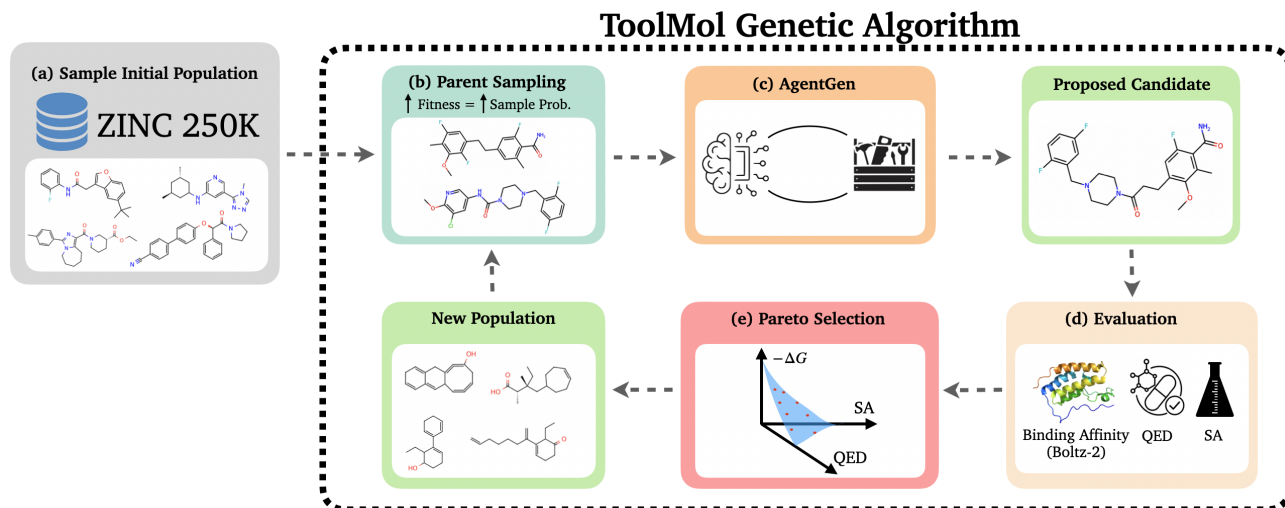 ToolMol Genetic Algorithm
(a) Sample Initial Population
ZINC 250K
(b) Parent Sampling
↑ Fitness = ↑ Sample Prob.
(c) AgentGen
Proposed Candidate
New Population
(e) Pareto Selection
−ΔG
SA
QED
(d) Evaluation
Binding Affinity
(Boltz-2)
QED
SA